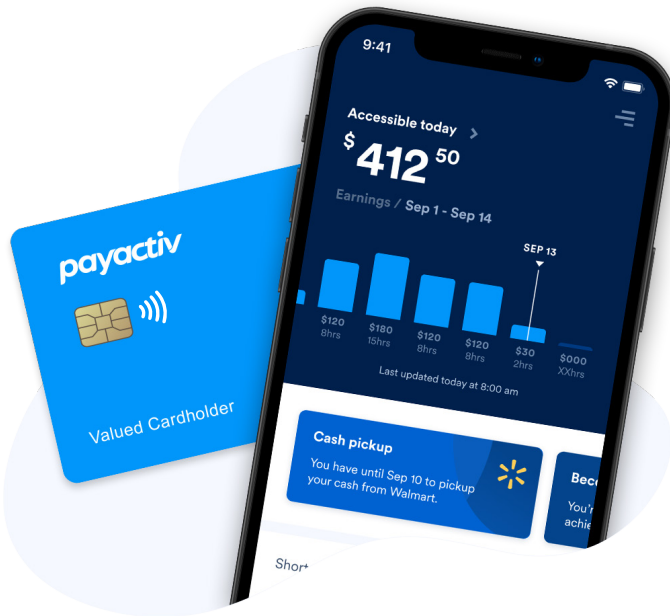 payactiv
Valued Cardholder
9:41
Accessible today
$412 50
Earnings / Sep 1 - Sep 14
SEP 13
$120 $180 $120 $120 $30 $000
8hrs 15hrs 8hrs 8hrs 2hrs XXhrs
Last updated today at 8:00 am
Cash pickup
You have until Sep 10 to pickup
your cash from Walmart.